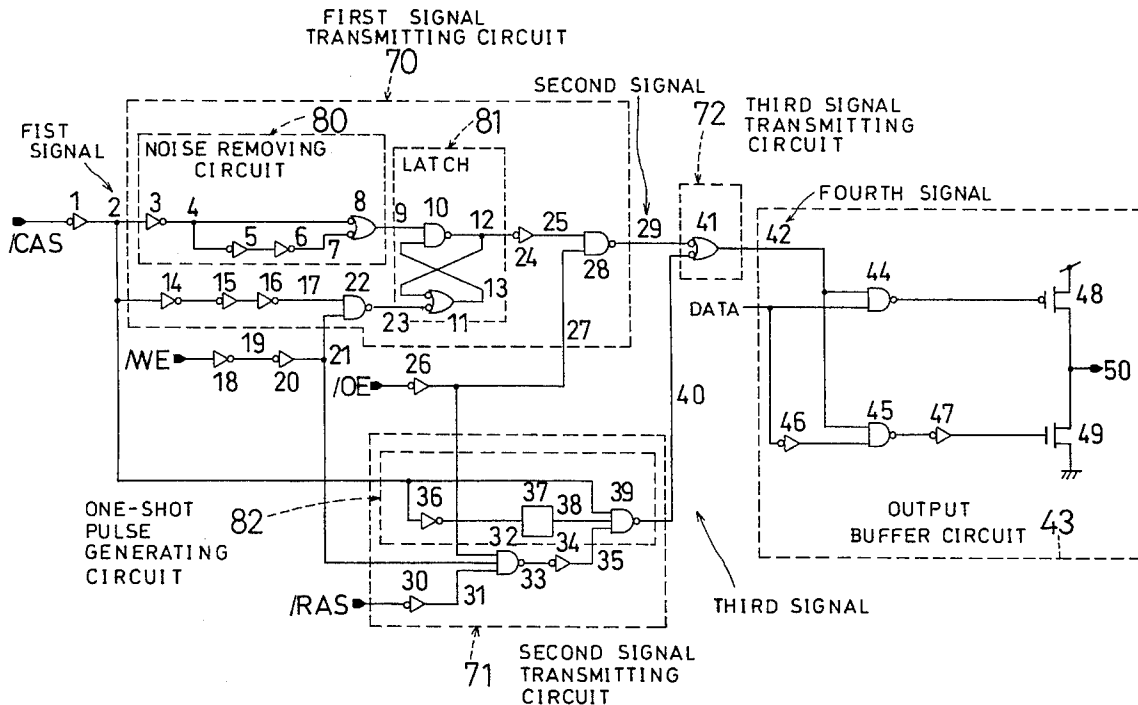 FIRST SIGNAL
TRANSMITTING CIRCUIT
70
SECOND SIGNAL
72
THIRD SIGNAL
TRANSMITTING
CIRCUIT
FIST
SIGNAL
80
NOISE REMOVING
CIRCUIT
81
LATCH
FOURTH SIGNAL
1
2
3
4
5
6
7
8
9
10
12
25
24
28
29
41
42
/CAS
14
15
16
17
22
23
11
13
27
44
48
DATA
/WE
18
19
20
21
/OE
26
40
50
46
45
47
49
ONE-SHOT
PULSE
GENERATING
CIRCUIT
82
36
37
38
39
32
33
34
35
OUTPUT
BUFFER CIRCUIT
43
/RAS
30
31
THIRD SIGNAL
71
SECOND SIGNAL
TRANSMITTING
CIRCUIT